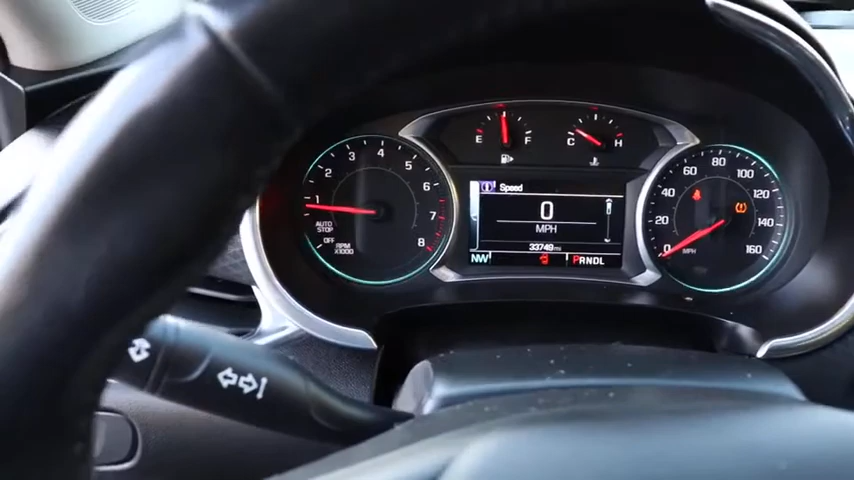 E F
C H
1 2 3 4 5 6 7 8
AUTO
STOP
OFF
RPM
X1000
Speed
0
MPH
33749 mi
NW PRNDL
0 20 40 60 80 100 120 140 160
MPH